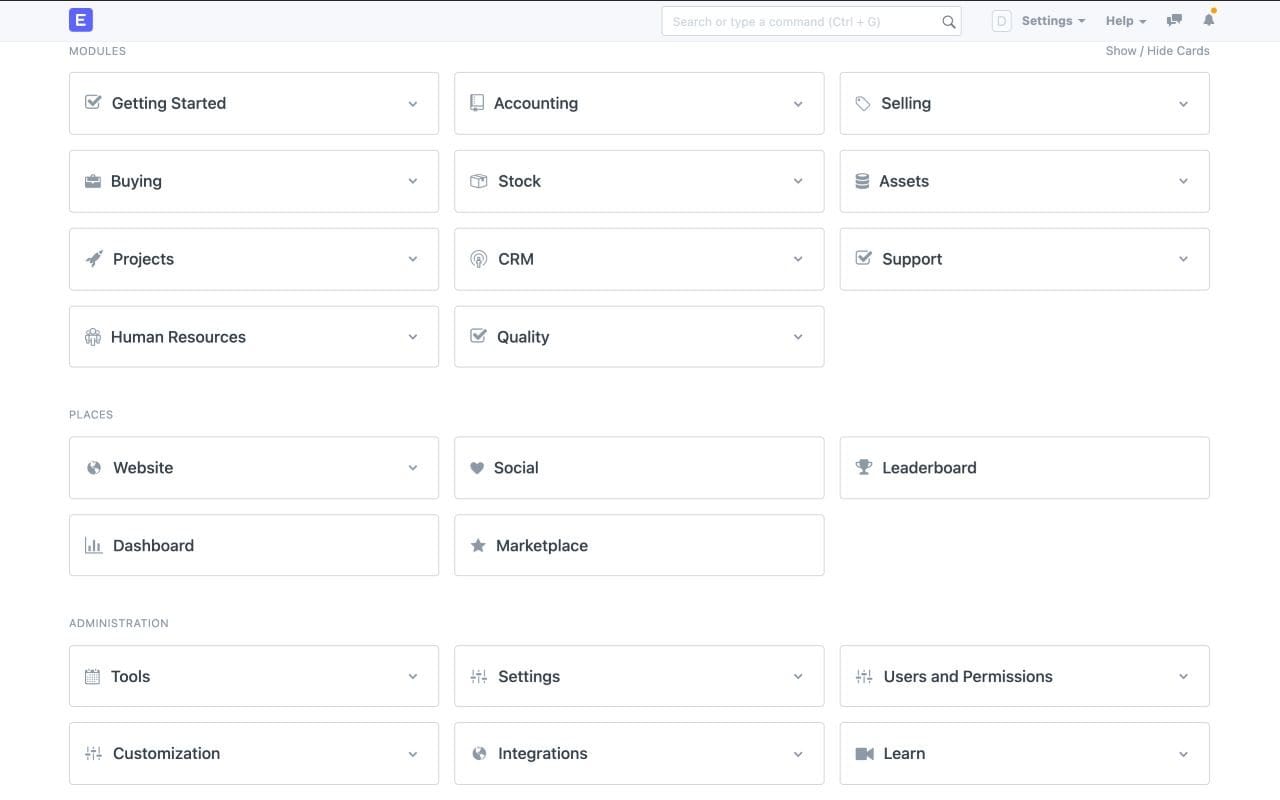 E
Search or type a command (Ctrl + G)
D
Settings
Help
MODULES
Show / Hide Cards
Getting Started
Accounting
Selling
Buying
Stock
Assets
Projects
CRM
Support
Human Resources
Quality
PLACES
Website
Social
Leaderboard
Dashboard
Marketplace
ADMINISTRATION
Tools
Settings
Users and Permissions
Customization
Integrations
Learn